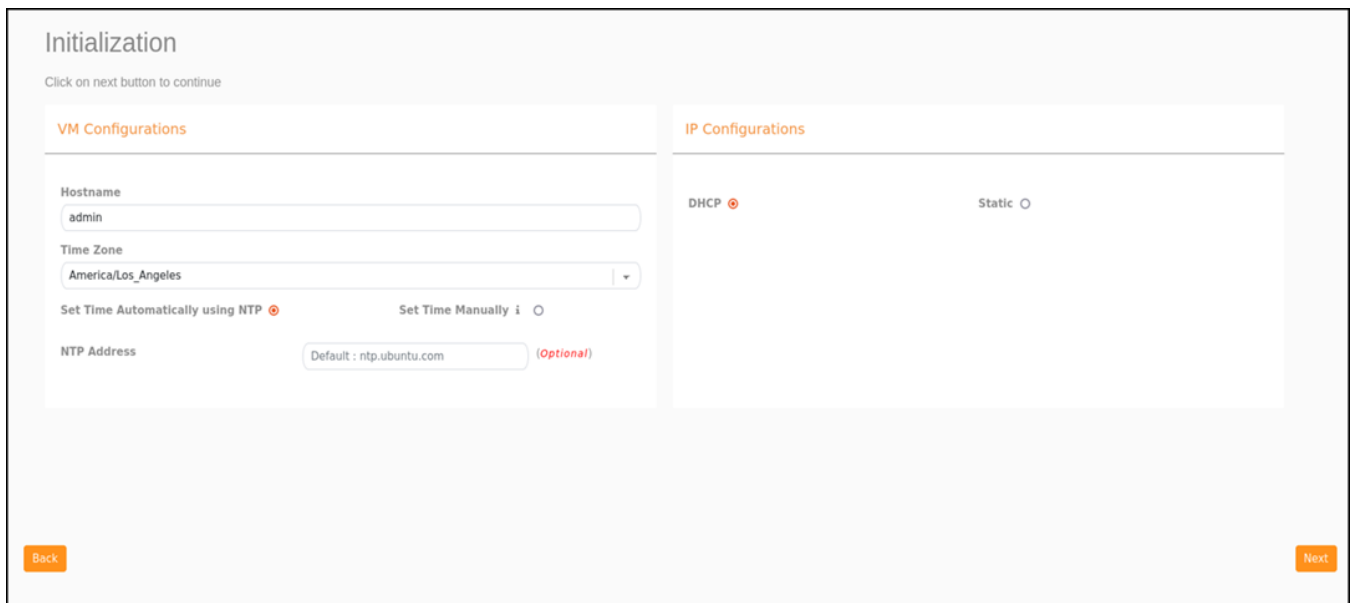 Initialization
Click on next button to continue
VM Configurations
Hostname
admin
Time Zone
America/Los_Angeles
Set Time Automatically using NTP
Set Time Manually i
NTP Address
Default : ntp.ubuntu.com
(Optional)
IP Configurations
DHCP
Static
Back
Next